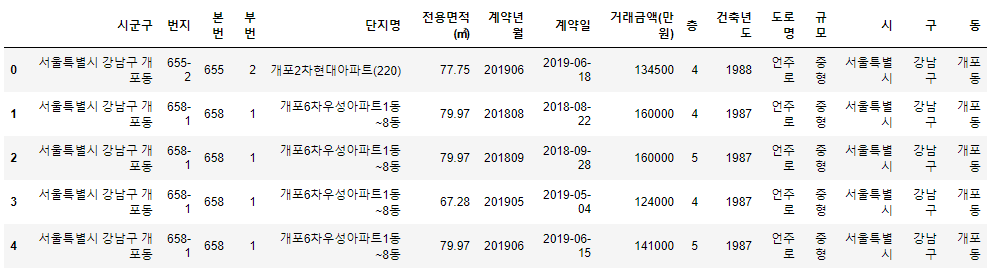 시군구 번지 본번 부번 단지명 전용면적(㎡) 계약년월 계약일 거래금액(만원) 층 건축년도 도로명 규모 시 구 동
0 서울특별시 강남구 개포동 655-2 655 2 개포2차현대아파트(220) 77.75 201906 2019-06-18 134500 4 1988 언주로 중형 서울특별시 강남구 개포동
1 서울특별시 강남구 개포동 658-1 658 1 개포6차우성아파트1동~8동 79.97 201808 2018-08-22 160000 4 1987 언주로 중형 서울특별시 강남구 개포동
2 서울특별시 강남구 개포동 658-1 658 1 개포6차우성아파트1동~8동 79.97 201809 2018-09-28 160000 5 1987 언주로 중형 서울특별시 강남구 개포동
3 서울특별시 강남구 개포동 658-1 658 1 개포6차우성아파트1동~8동 67.28 201905 2019-05-04 124000 4 1987 언주로 중형 서울특별시 강남구 개포동
4 서울특별시 강남구 개포동 658-1 658 1 개포6차우성아파트1동~8동 79.97 201906 2019-06-15 141000 5 1987 언주로 중형 서울특별시 강남구 개포동